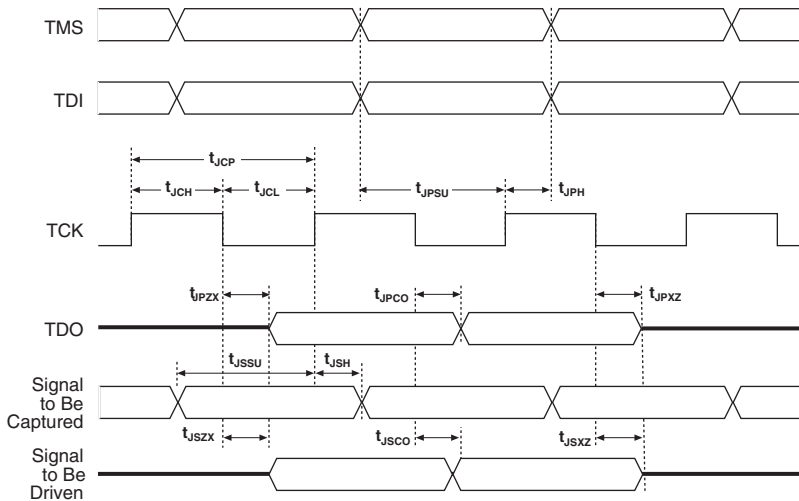 TMS
TDI
tJCP
tJCH tJCL tJPSU tJPH
TCK
tJPZX tJPCO tJPXZ
TDO
tJSSU tJSH
Signal
to Be
Captured
tJSZX tJSCO tJSXZ
Signal
to Be
Driven